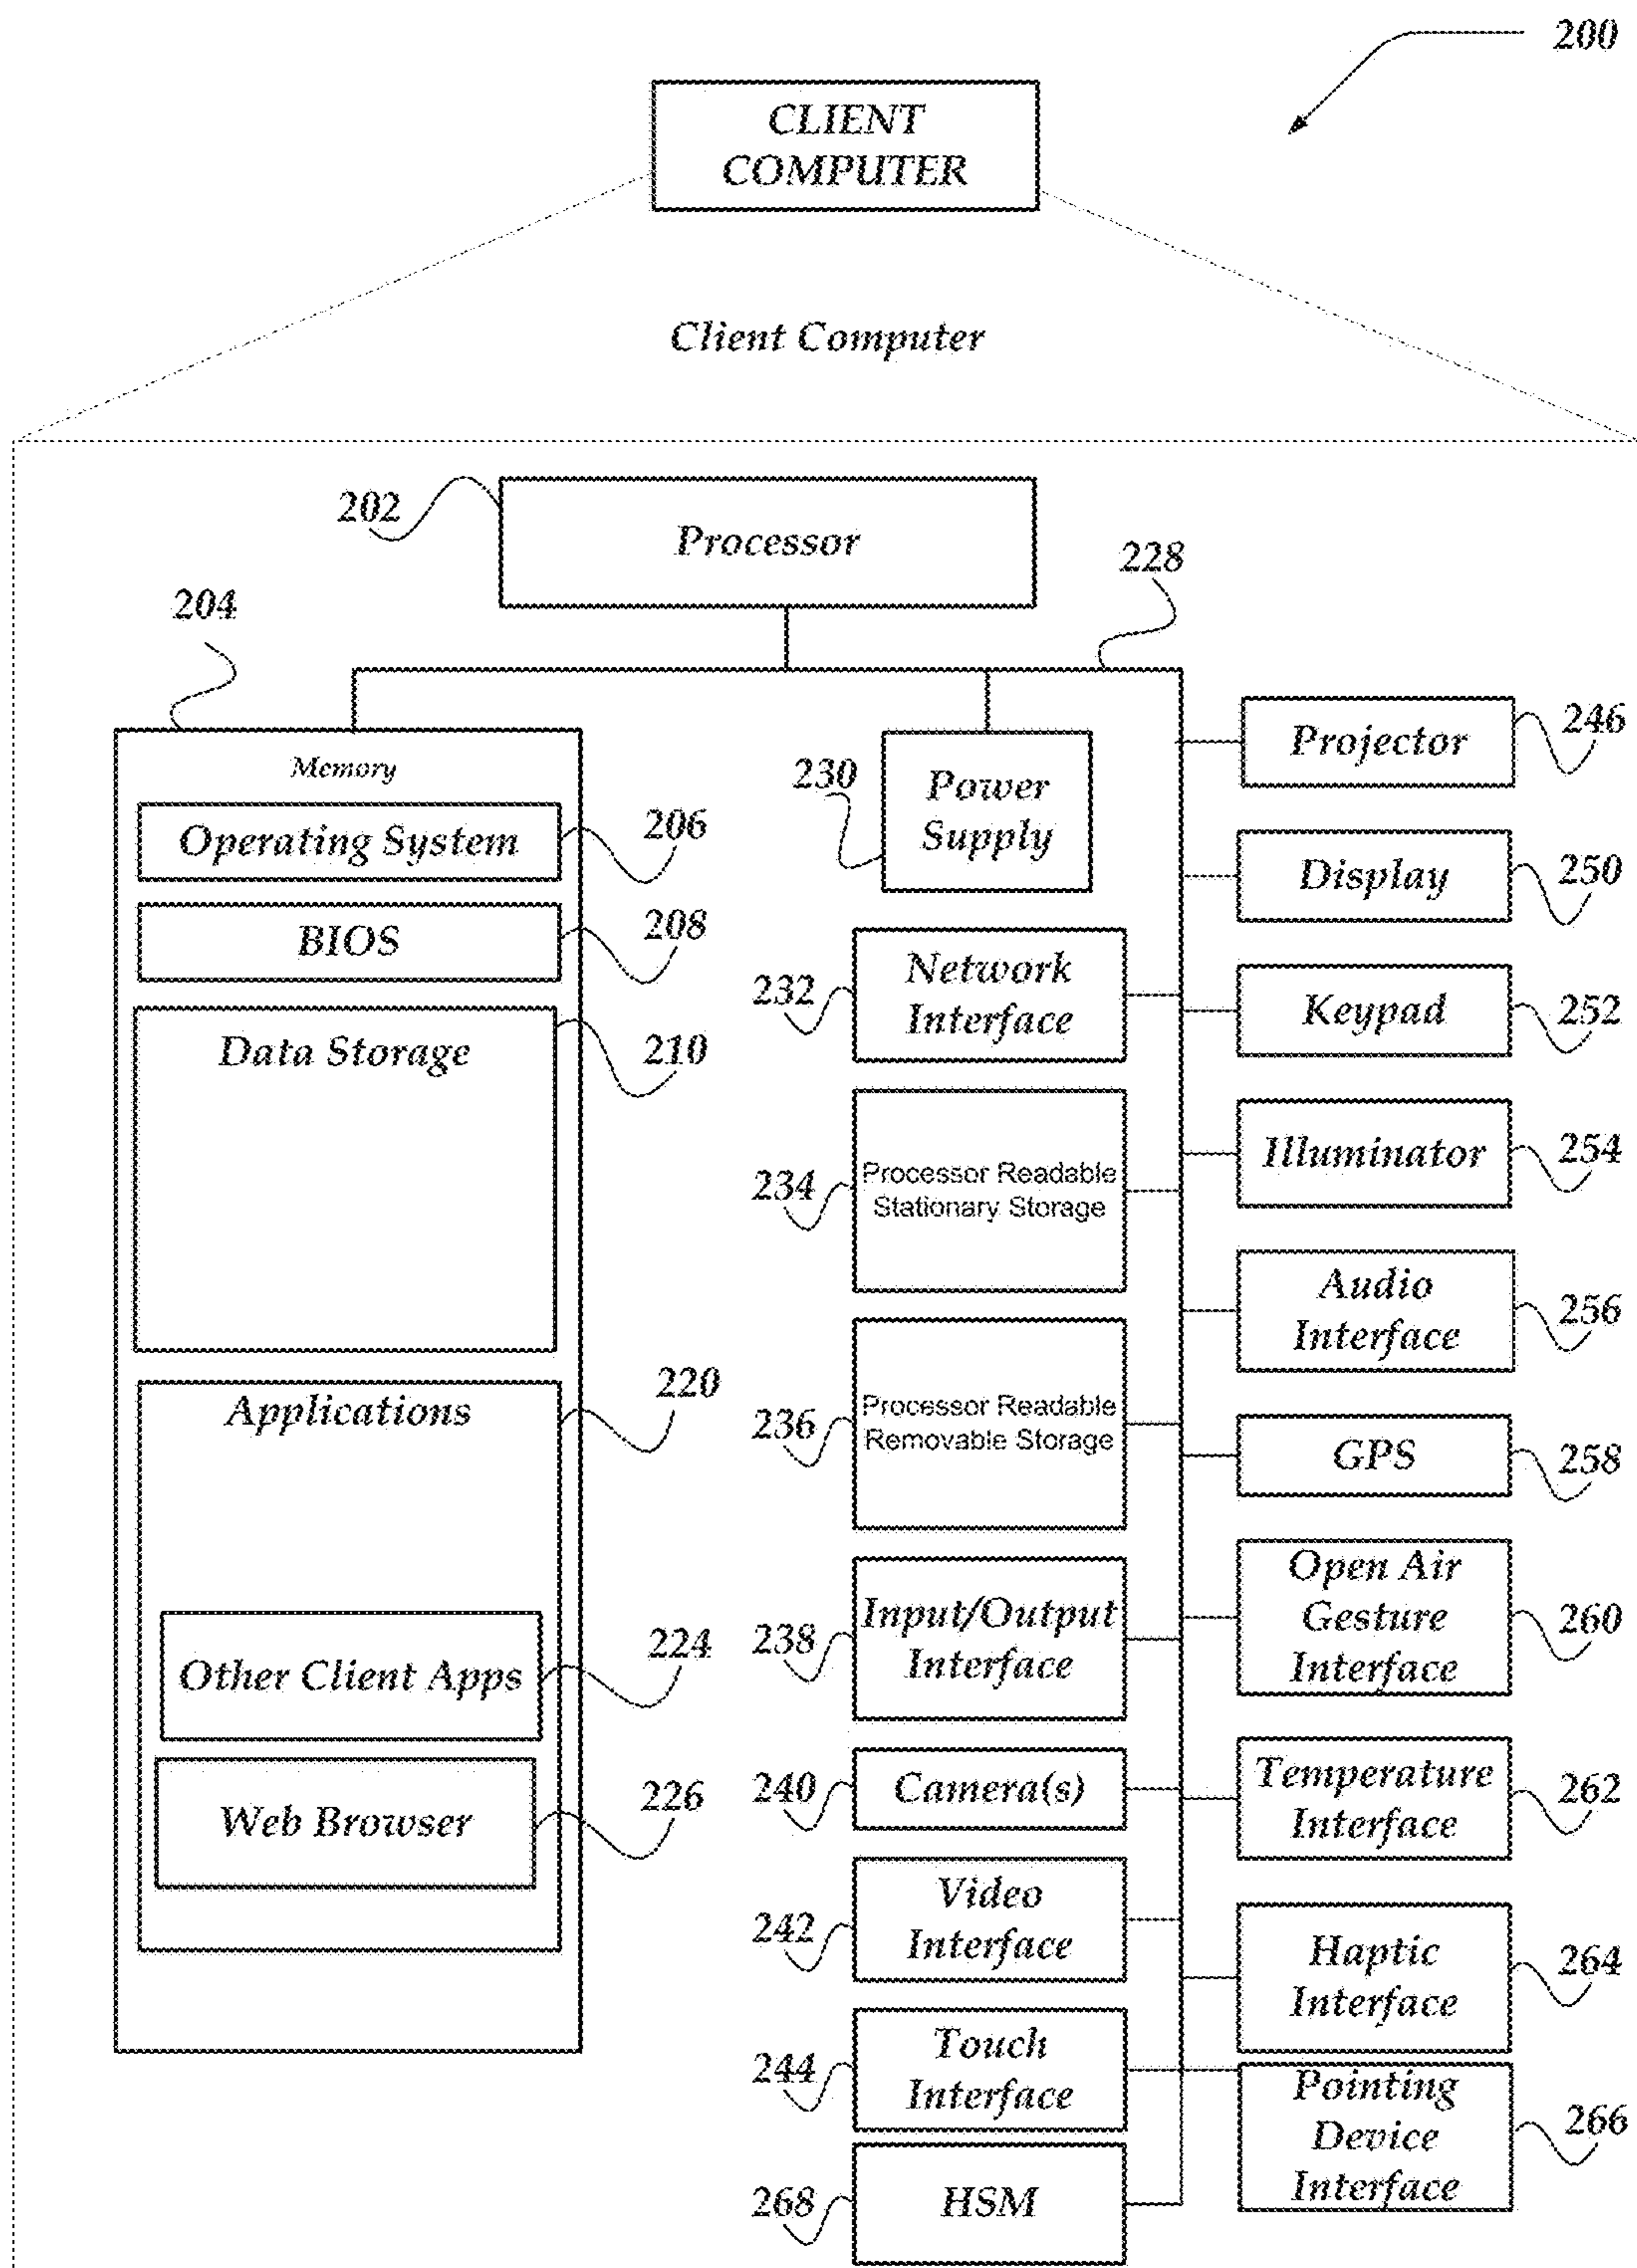 200
CLIENT
COMPUTER
Client Computer
202
Processor
228
204
Memory
Operating System
206
BIOS
208
Data Storage
210
Applications
220
Other Client Apps
224
Web Browser
226
230
Power
Supply
232
Network
Interface
234
Processor Readable
Stationary Storage
236
Processor Readable
Removable Storage
238
Input/Output
Interface
240
Camera(s)
242
Video
Interface
244
Touch
Interface
268
HSM
Projector
246
Display
250
Keypad
252
Illuminator
254
Audio
Interface
256
GPS
258
Open Air
Gesture
Interface
260
Temperature
Interface
262
Haptic
Interface
264
Pointing
Device
Interface
266